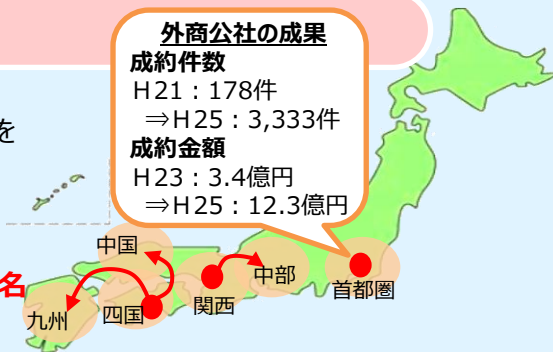 外商公社の成果
成約件数
H21：178件
⇒H25：3,333件
成約金額
H23：3.4億円
⇒H25：12.3億円
を
中国
名
中部
首都圏
関西
四国
九州